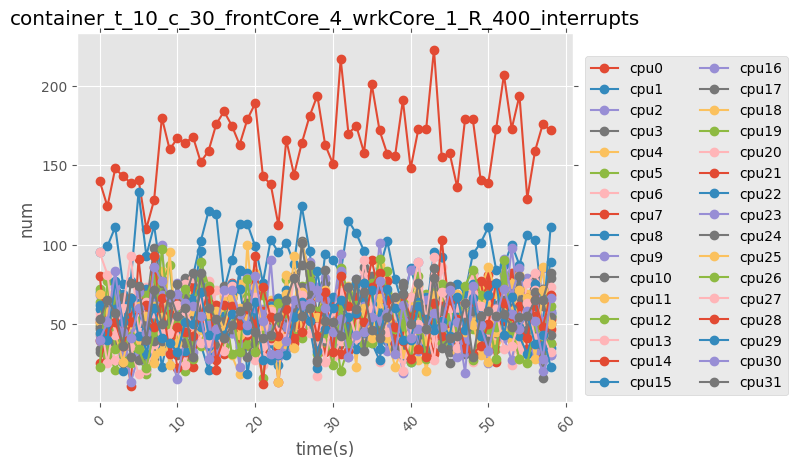 container_t_10_c_30_frontCore_4_wrkCore_1_R_400_interrupts
200
150
100
50
num
0
10
20
30
40
50
60
time(s)
cpu0
cpu1
cpu2
cpu3
cpu4
cpu5
cpu6
cpu7
cpu8
cpu9
cpu10
cpu11
cpu12
cpu13
cpu14
cpu15
cpu16
cpu17
cpu18
cpu19
cpu20
cpu21
cpu22
cpu23
cpu24
cpu25
cpu26
cpu27
cpu28
cpu29
cpu30
cpu31